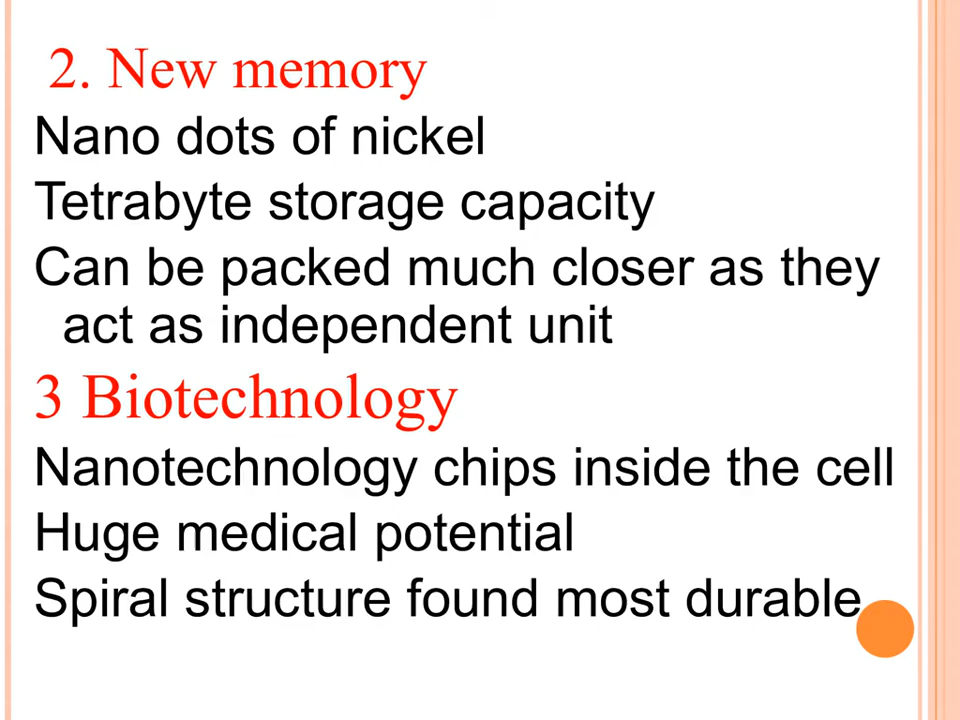 2. New memory
Nano dots of nickel
Tetrabyte storage capacity
Can be packed much closer as they
act as independent unit
3 Biotechnology
Nanotechnology chips inside the cell
Huge medical potential
Spiral structure found most durable